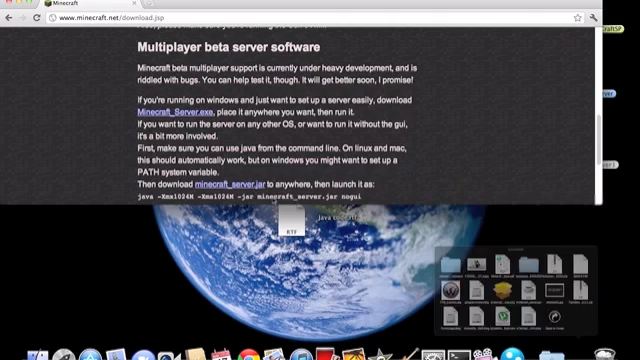 Minecraft
www.minecraft.net/download.jsp
Multiplayer beta server software
Minecraft beta multiplayer support is currently under heavy development, and is
riddled with bugs. You can help test it, though. It will get better soon, I promise!
If you're running on windows and just want to set up a server easily, download
Minecraft_Server.exe, place it anywhere you want, then run it.
If you want to run the server on any other OS, or want to run it without the gui,
it's a bit more involved.
First, make sure you can use java from the command line. On linux and mac,
this should automatically work, but on windows you might want to set up a
PATH system variable.
Then download minecraft_server.jar to anywhere, then launch it as:
java -Xmx1024M -Xms1024M -jar minecraft_server.jar nogui
java code.rtf
RTF